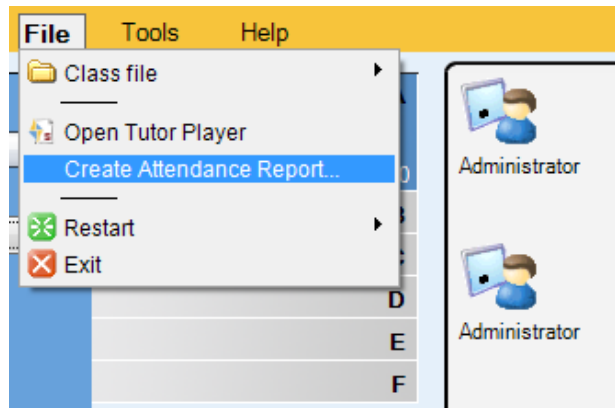 File Tools Help
Class file
Open Tutor Player
Create Attendance Report...
Restart
Exit
D
E
F
Administrator
Administrator